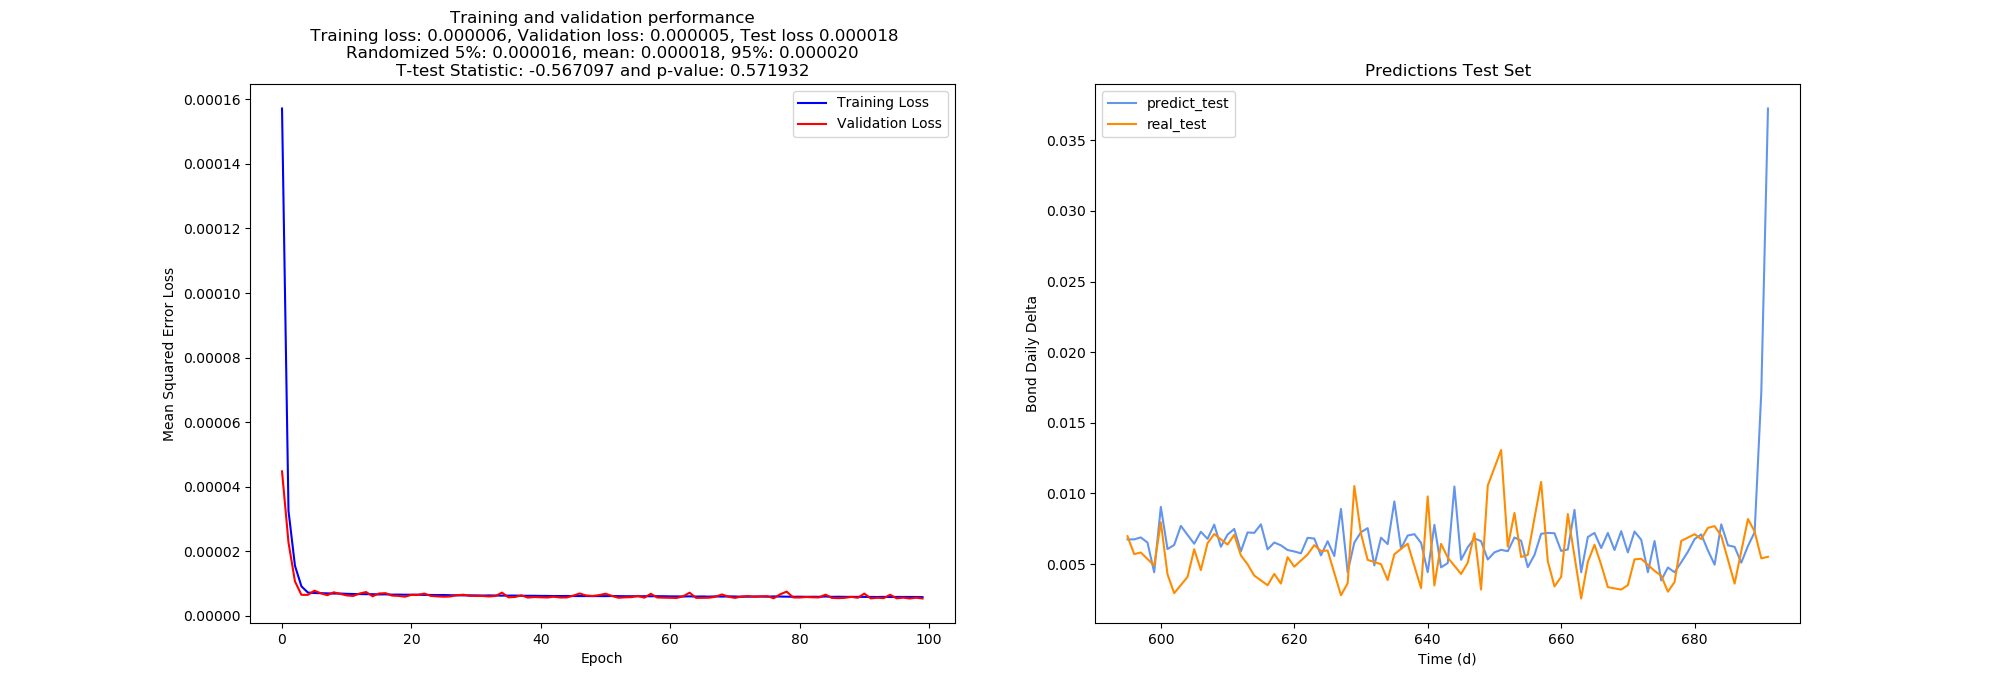 Training and validation performance
Training loss: 0.000006, Validation loss: 0.000005, Test loss 0.000018
Randomized 5%: 0.000016, mean: 0.000018, 95%: 0.000020
T-test Statistic: -0.567097 and p-value: 0.571932
Training Loss
Validation Loss
Mean Squared Error Loss
0.00016
0.00014
0.00012
0.00010
0.00008
0.00006
0.00004
0.00002
0.00000
0 20 40 60 80 100
Epoch
Predictions Test Set
predict_test
real_test
Bond Daily Delta
0.035
0.030
0.025
0.020
0.015
0.010
0.005
600 620 640 660 680
Time (d)